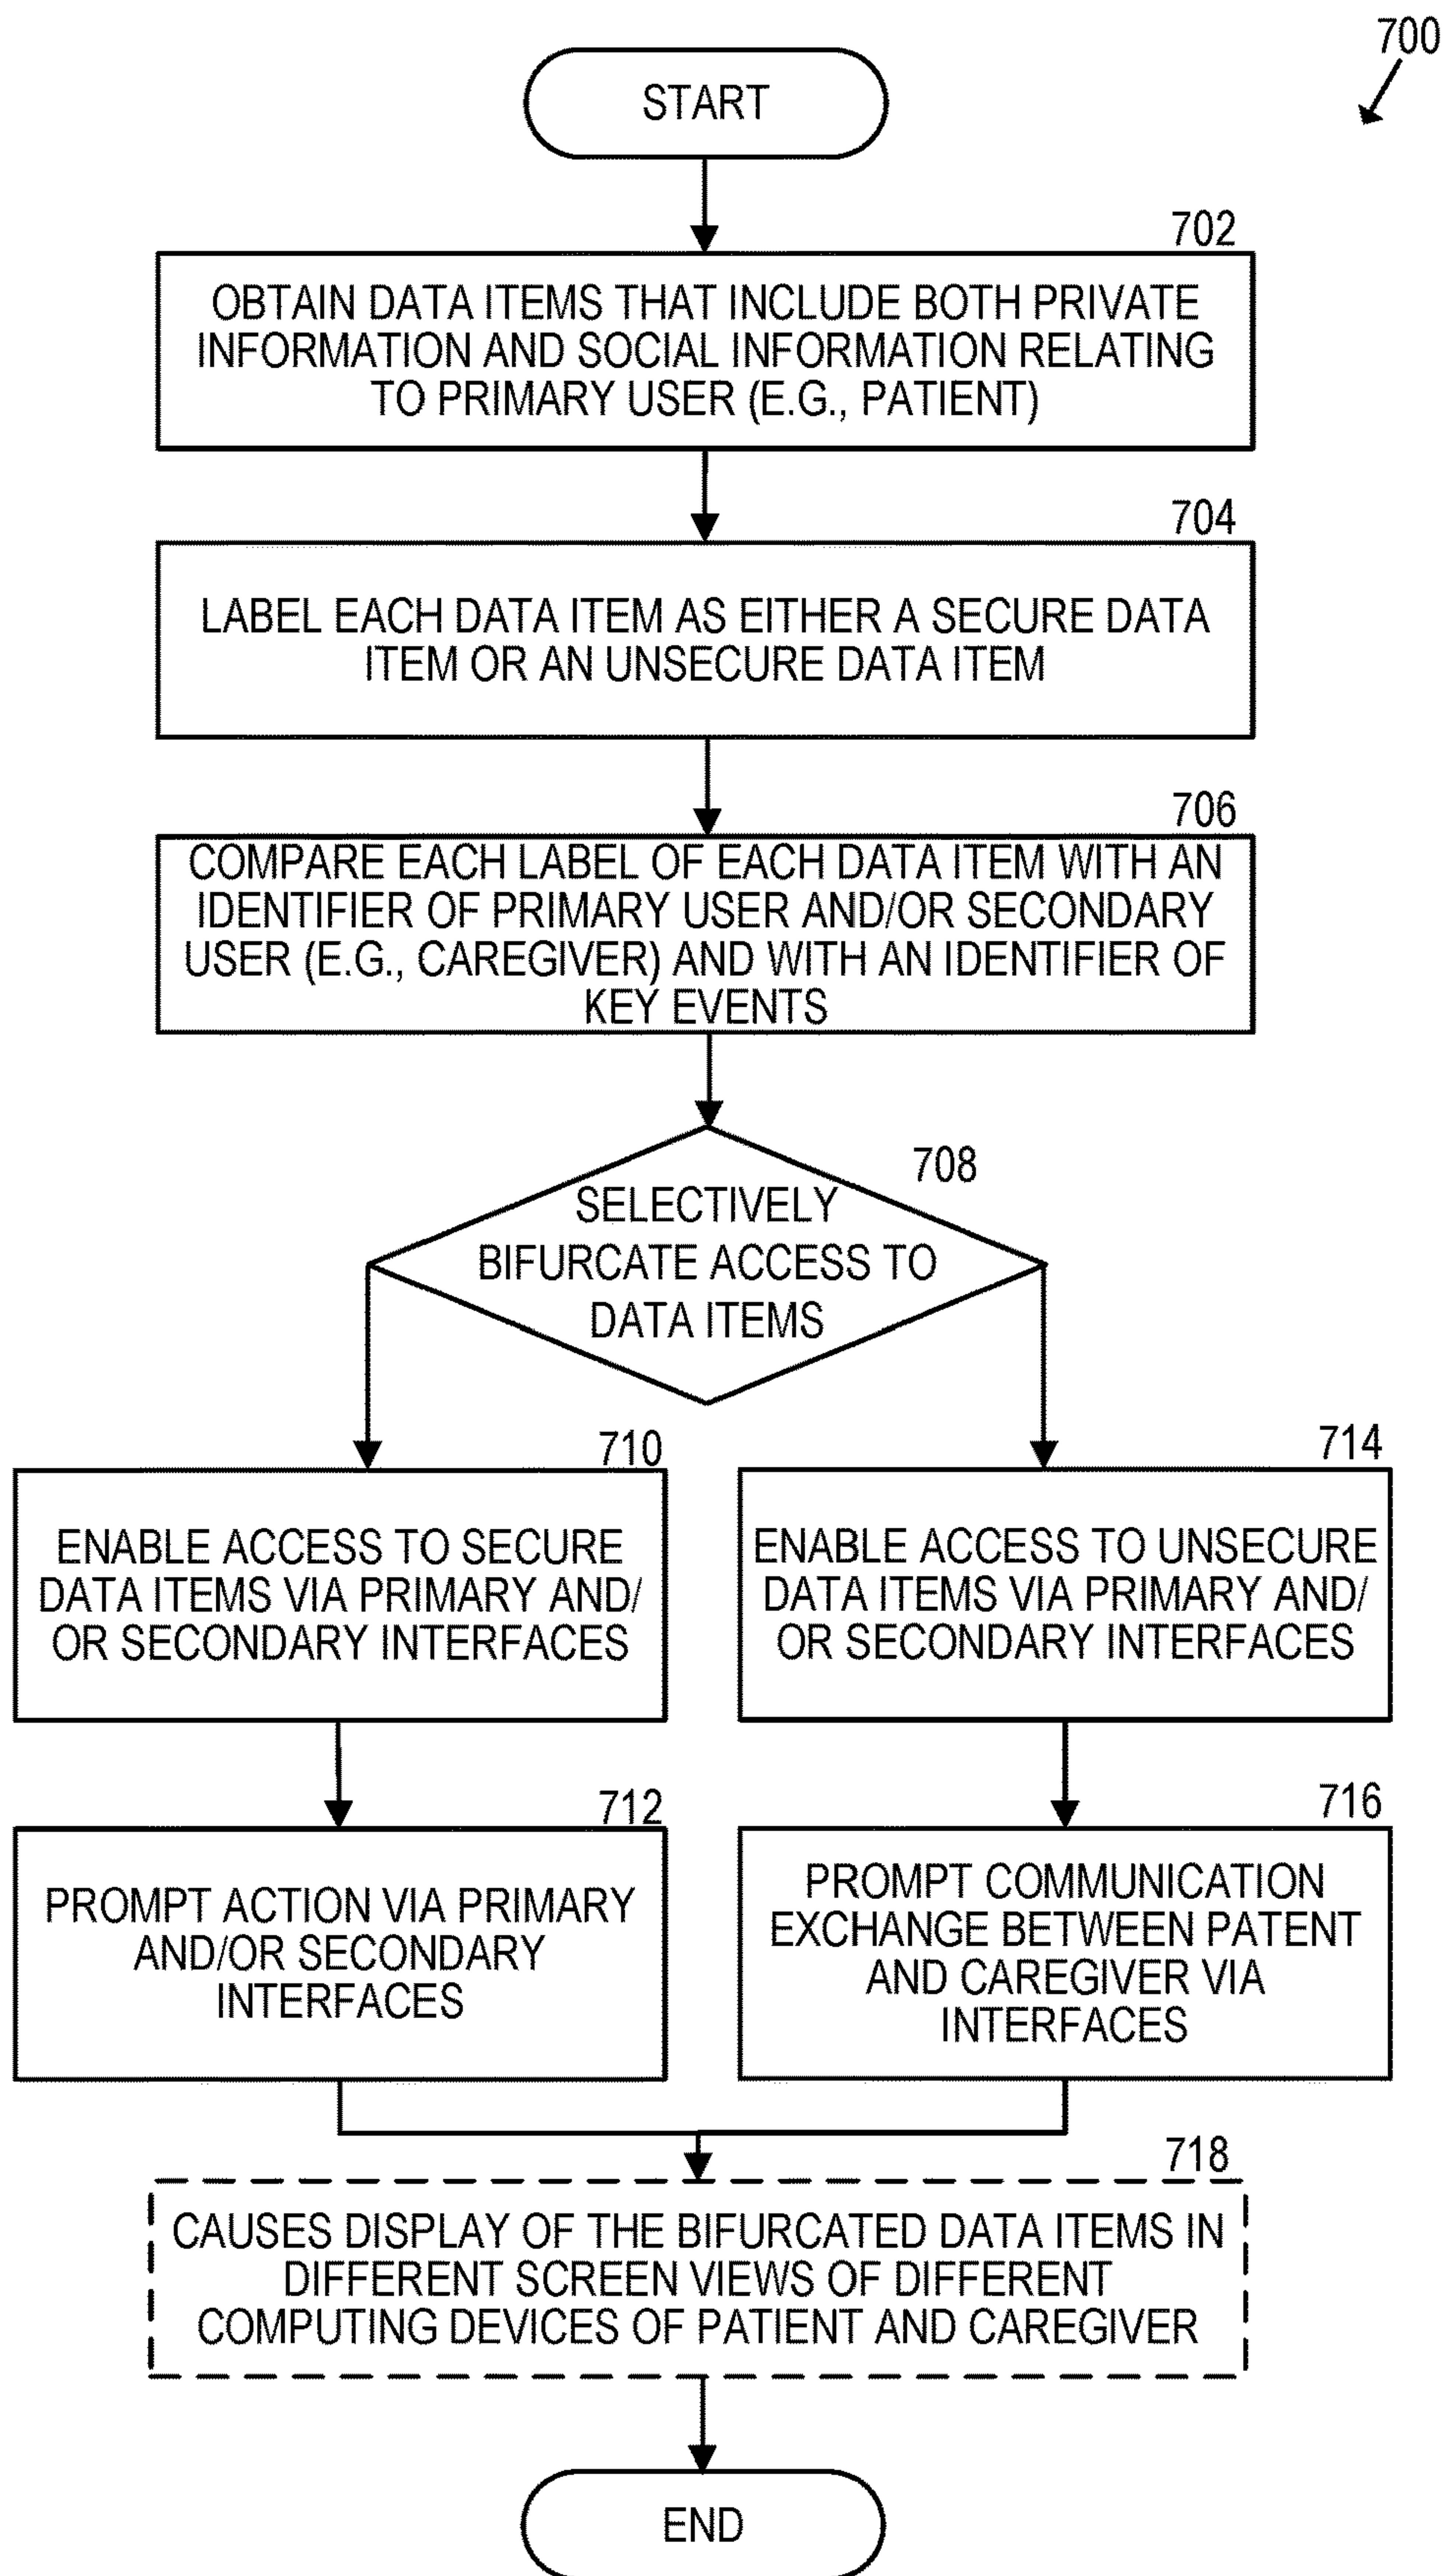 700
START
702
OBTAIN DATA ITEMS THAT INCLUDE BOTH PRIVATE
INFORMATION AND SOCIAL INFORMATION RELATING
TO PRIMARY USER (E.G., PATIENT)
704
LABEL EACH DATA ITEM AS EITHER A SECURE DATA
ITEM OR AN UNSECURE DATA ITEM
706
COMPARE EACH LABEL OF EACH DATA ITEM WITH AN
IDENTIFIER OF PRIMARY USER AND/OR SECONDARY
USER (E.G., CAREGIVER) AND WITH AN IDENTIFIER OF
KEY EVENTS
708
SELECTIVELY
BIFURCATE ACCESS TO
DATA ITEMS
710
ENABLE ACCESS TO SECURE
DATA ITEMS VIA PRIMARY AND/
OR SECONDARY INTERFACES
714
ENABLE ACCESS TO UNSECURE
DATA ITEMS VIA PRIMARY AND/
OR SECONDARY INTERFACES
712
PROMPT ACTION VIA PRIMARY
AND/OR SECONDARY
INTERFACES
716
PROMPT COMMUNICATION
EXCHANGE BETWEEN PATENT
AND CAREGIVER VIA
INTERFACES
718
CAUSES DISPLAY OF THE BIFURCATED DATA ITEMS IN
DIFFERENT SCREEN VIEWS OF DIFFERENT
COMPUTING DEVICES OF PATIENT AND CAREGIVER
END